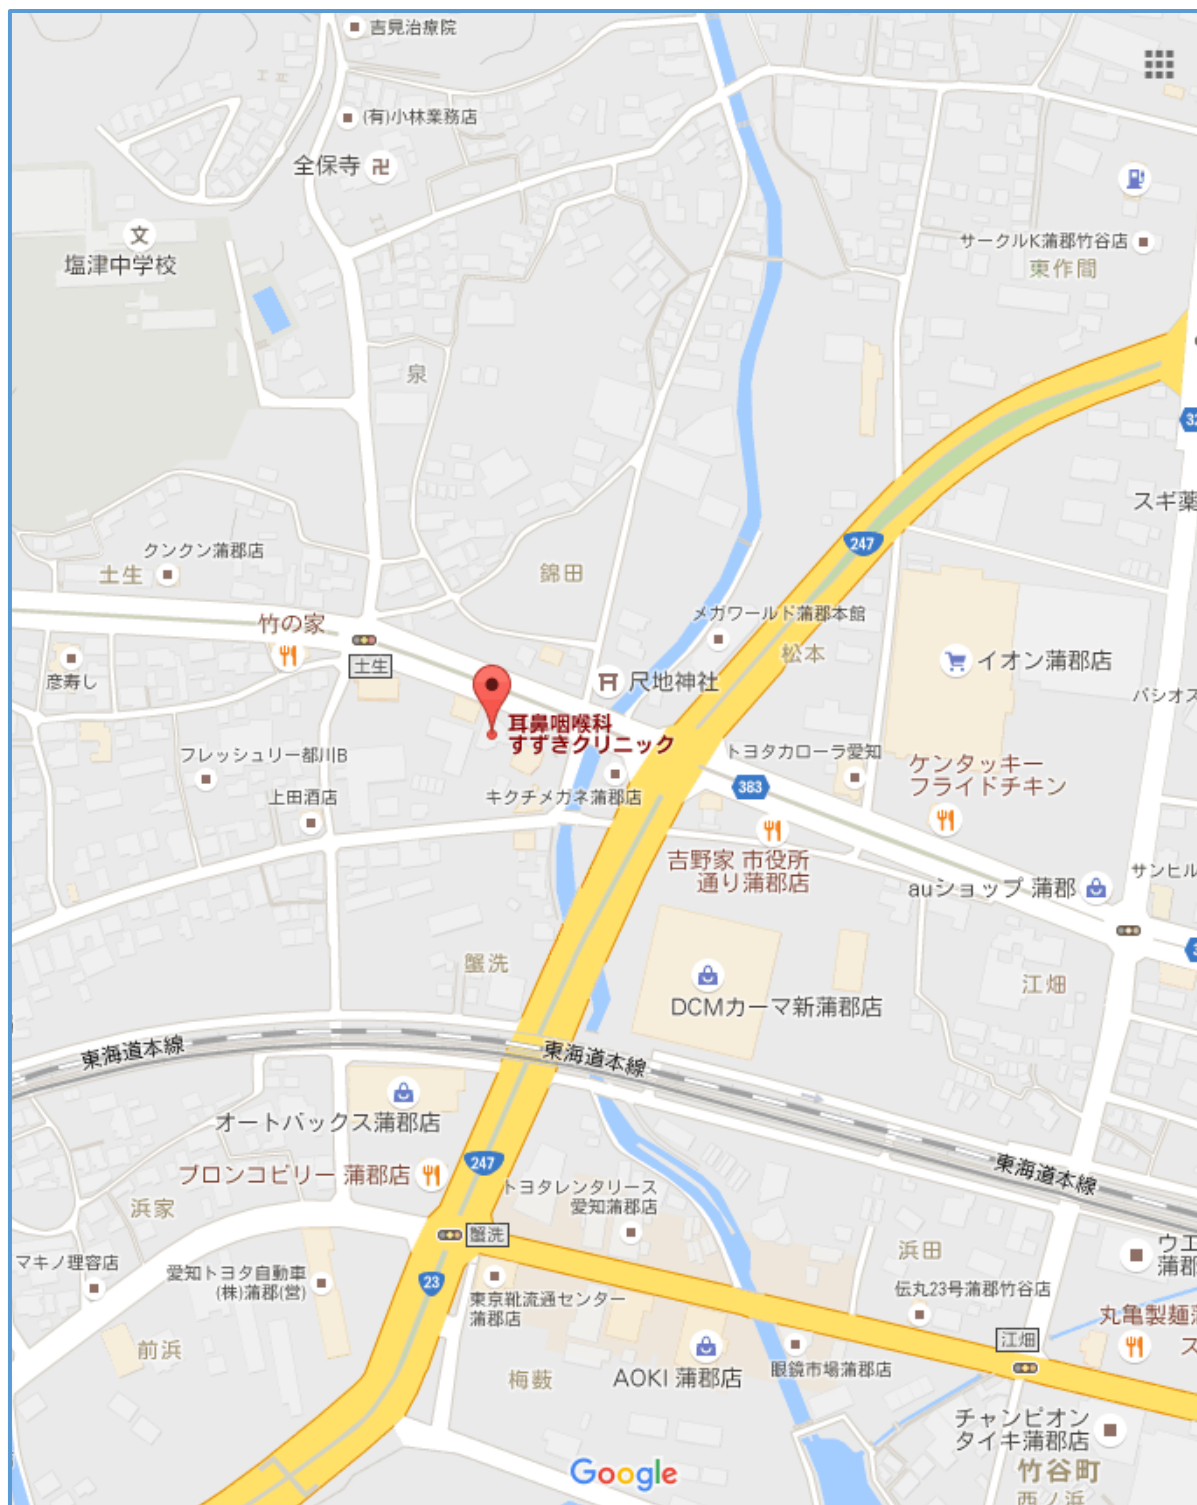 吉見治療院
(有)小林業務店
全保寺
文
塩津中学校
サークルK蒲郡竹谷店
東作間
泉
スギ薬
247
クンクン蒲郡店
土生
錦田
メガワールド蒲郡本館
竹の家
松本
土生
イオン蒲郡店
彦寿し
尺地神社
パシオス
耳鼻咽喉科
すずきクリニック
フレッシュリー都川B
トヨタカローラ愛知
ケンタッキー
フライドチキン
上田酒店
キクチメガネ蒲郡店
383
吉野家 市役所
通り蒲郡店
サンヒル
auショップ 蒲郡
蟹洗
江畑
DCMカーマ新蒲郡店
東海道本線
東海道本線
オートバックス蒲郡店
ブロンコビリー 蒲郡店
247
東海道本線
トヨタレンタリース
愛知蒲郡店
浜家
蟹洗
浜田
ウエ
蒲郡
マキノ理容店
愛知トヨタ自動車
(株)蒲郡(営)
23
東京靴流通センター
蒲郡店
伝丸23号蒲郡竹谷店
丸亀製麺
ス
江畑
前浜
梅薮
AOKI 蒲郡店
眼鏡市場蒲郡店
チャンピオン
タイキ蒲郡店
Google
竹谷町
西ノ浜